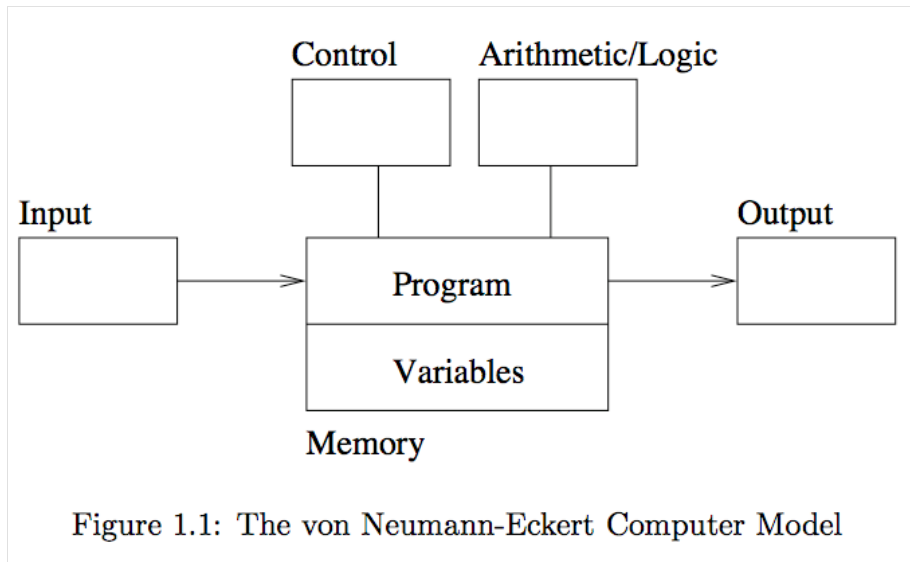 Control Arithmetic/Logic
Input Output
Program
Variables
Memory
Figure 1.1: The von Neumann-Eckert Computer Model